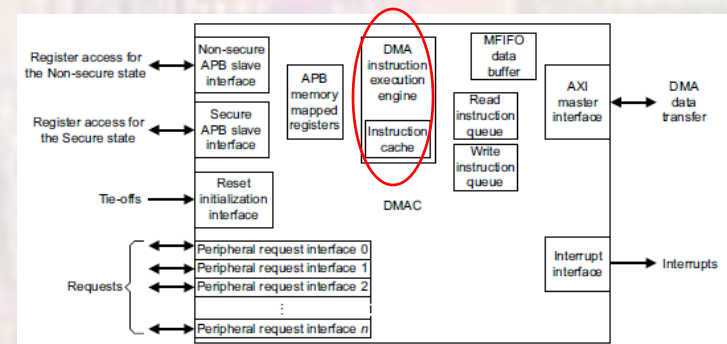 Register access for
the Non-secure state
Non-secure
APB slave
interface
Register access for
the Secure state
Secure
APB slave
interface
Tie-offs
Reset
initialization
interface
Requests
Peripheral request interface 0
Peripheral request interface 1
Peripheral request interface 2
⋮
Peripheral request interface n
APB
memory
mapped
registers
DMA
instruction
execution
engine
Instruction
cache
MFIFO
data
buffer
Read
instruction
queue
Write
instruction
queue
DMAC
AXI
master
interface
DMA
data
transfer
Interrupt
interface
Interrupts